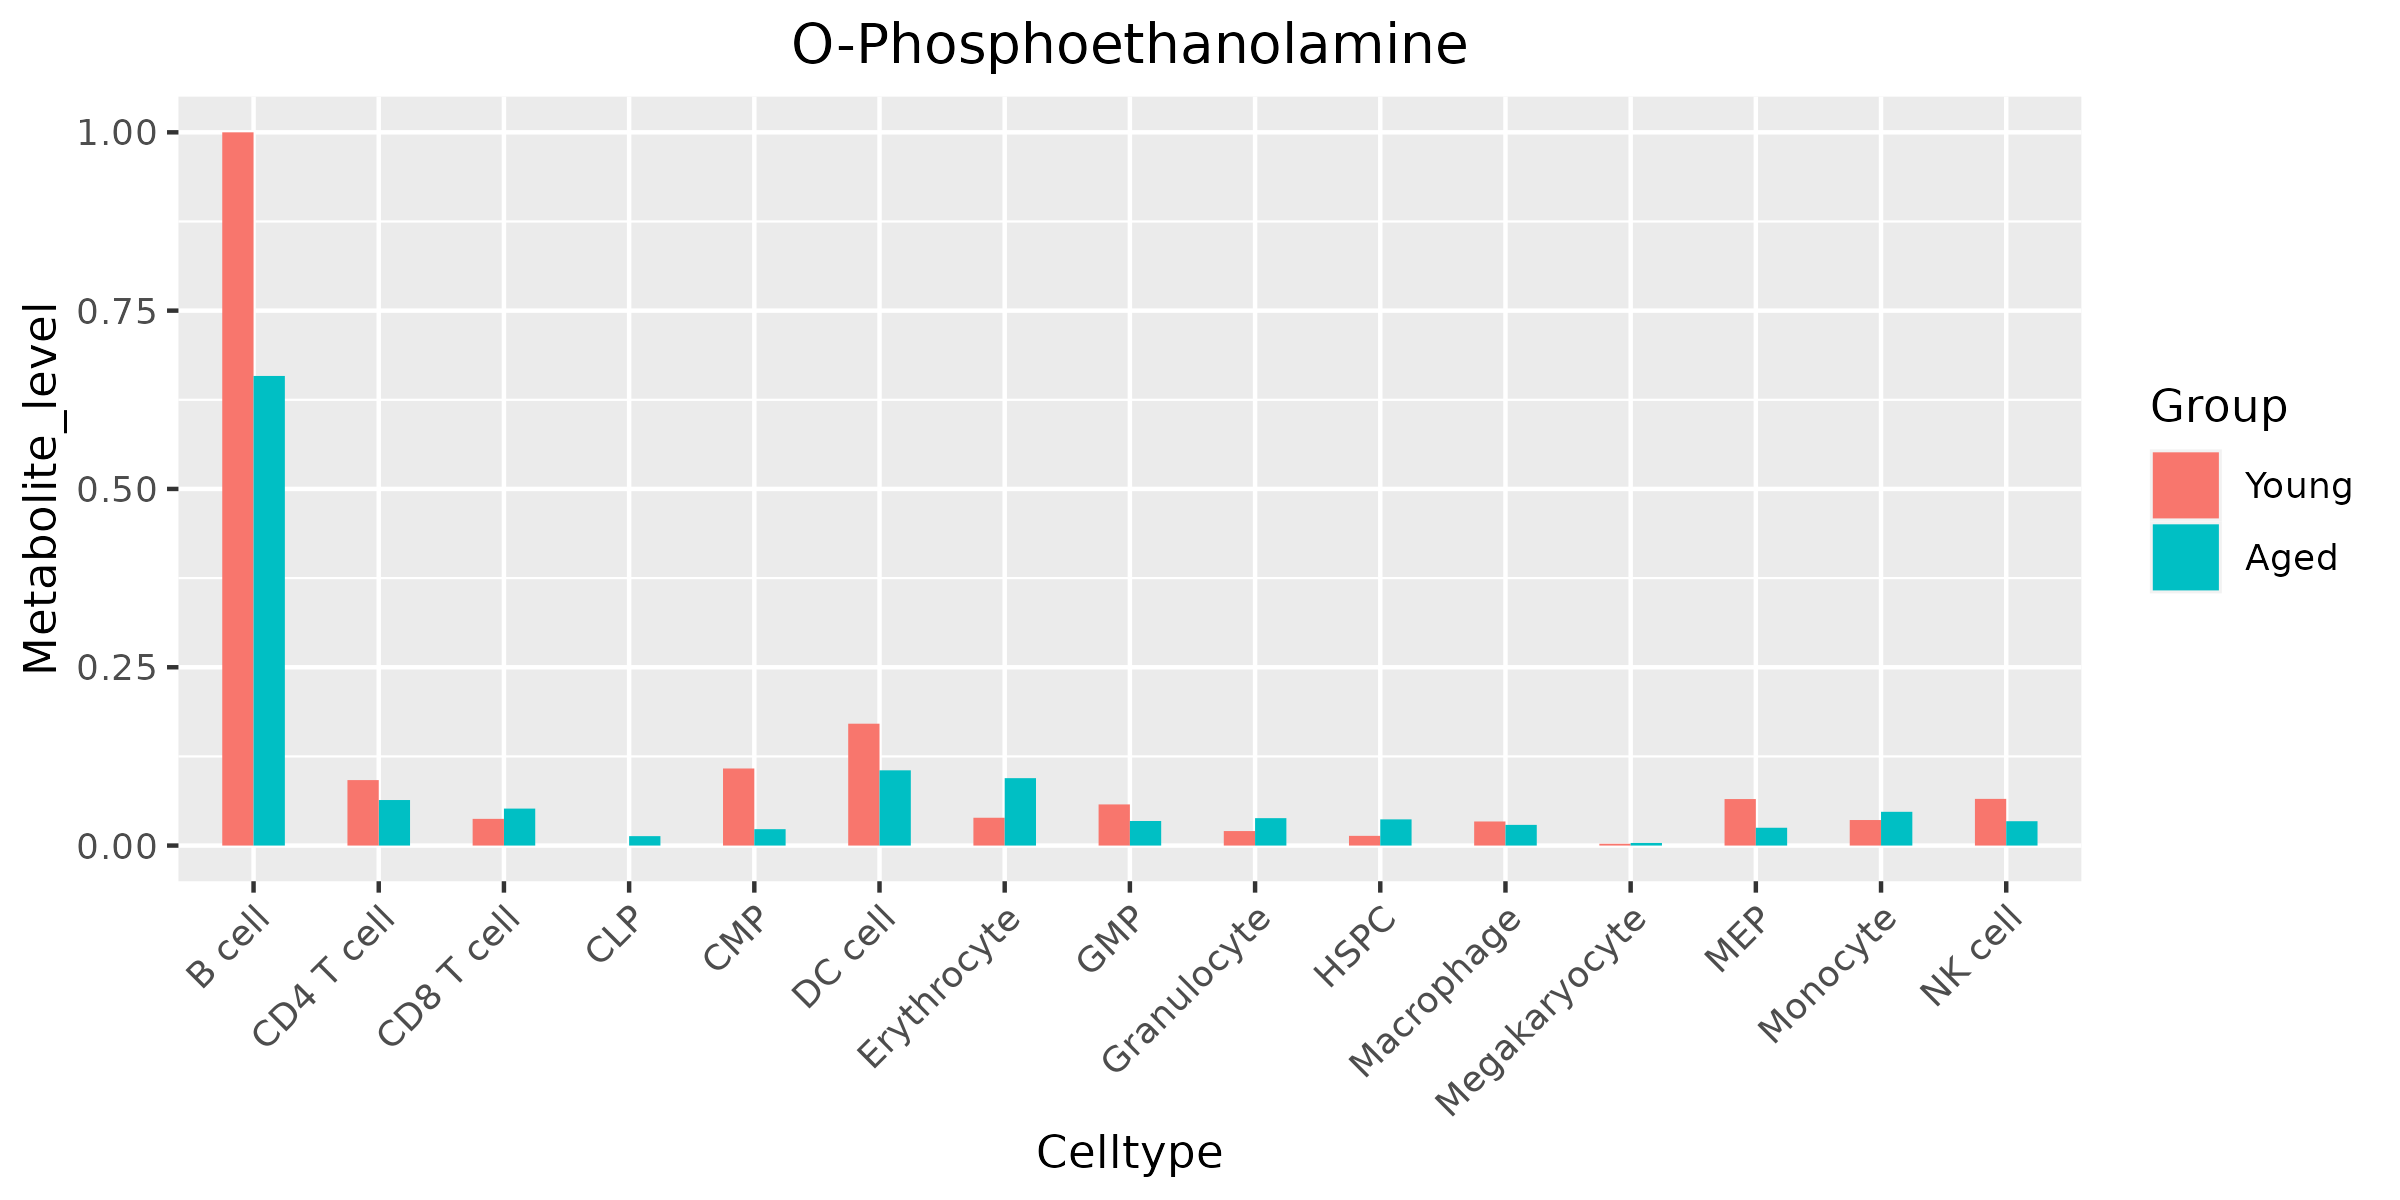 O-Phosphoethanolamine
Metabolite_level
1.00
0.75
0.50
0.25
0.00
B cell
CD4 T cell
CD8 T cell
CLP
CMP
DC cell
Erythrocyte
GMP
Granulocyte
HSPC
Macrophage
Megakaryocyte
MEP
Monocyte
NK cell
Celltype
Group
Young
Aged